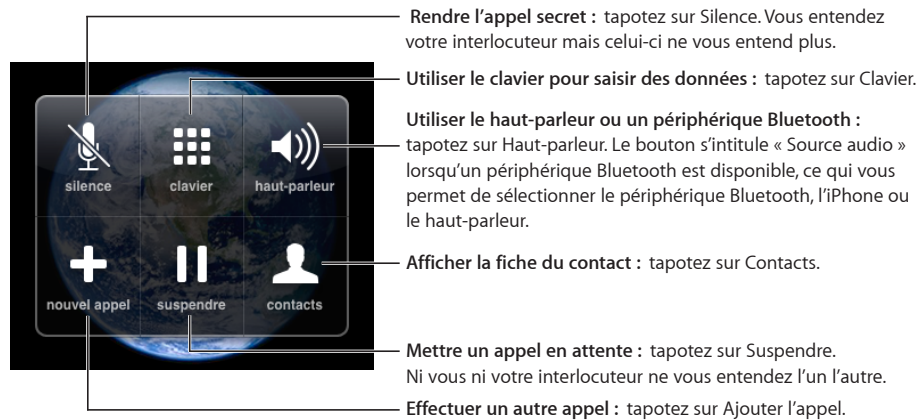 Rendre l'appel secret : tapotez sur Silence. Vous entendez
votre interlocuteur mais celui-ci ne vous entend plus.
Utiliser le clavier pour saisir des données : tapotez sur Clavier.
Utiliser le haut-parleur ou un périphérique Bluetooth :
tapotez sur Haut-parleur. Le bouton s'intitule « Source audio »
lorsqu'un périphérique Bluetooth est disponible, ce qui vous
permet de sélectionner le périphérique Bluetooth, l'iPhone ou
le haut-parleur.
Afficher la fiche du contact : tapotez sur Contacts.
Mettre un appel en attente : tapotez sur Suspendre.
Ni vous ni votre interlocuteur ne vous entendez l'un l'autre.
Effectuer un autre appel : tapotez sur Ajouter l'appel.
silence
clavier
haut-parleur
nouvel appel
suspendre
contacts